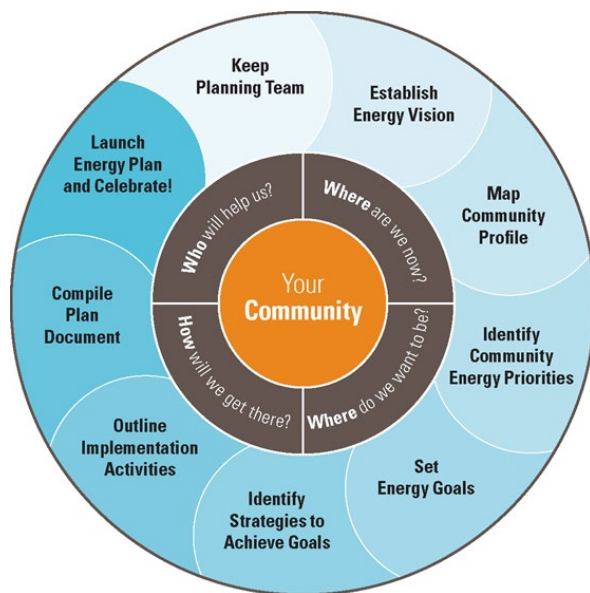 Keep
Planning Team
Establish
Energy Vision
Map
Community
Profile
Identify
Community
Energy Priorities
Set
Energy Goals
Identify
Strategies to
Achieve Goals
Outline
Implementation
Activities
Compile
Plan
Document
Launch
Energy Plan
and Celebrate!
Who will help us?
Where are we now?
Where do we want to be?
How will we get there?
Your
Community